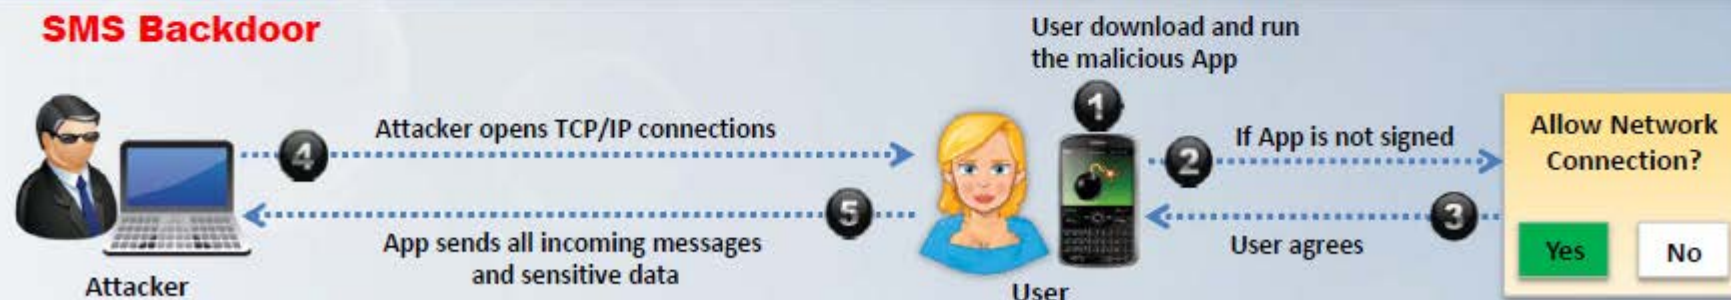 SMS Backdoor
User download and run
the malicious App
1
Attacker opens TCP/IP connections
4
2
If App is not signed
Allow Network
Connection?
5
3
App sends all incoming messages
and sensitive data
User agrees
Yes
No
Attacker
User